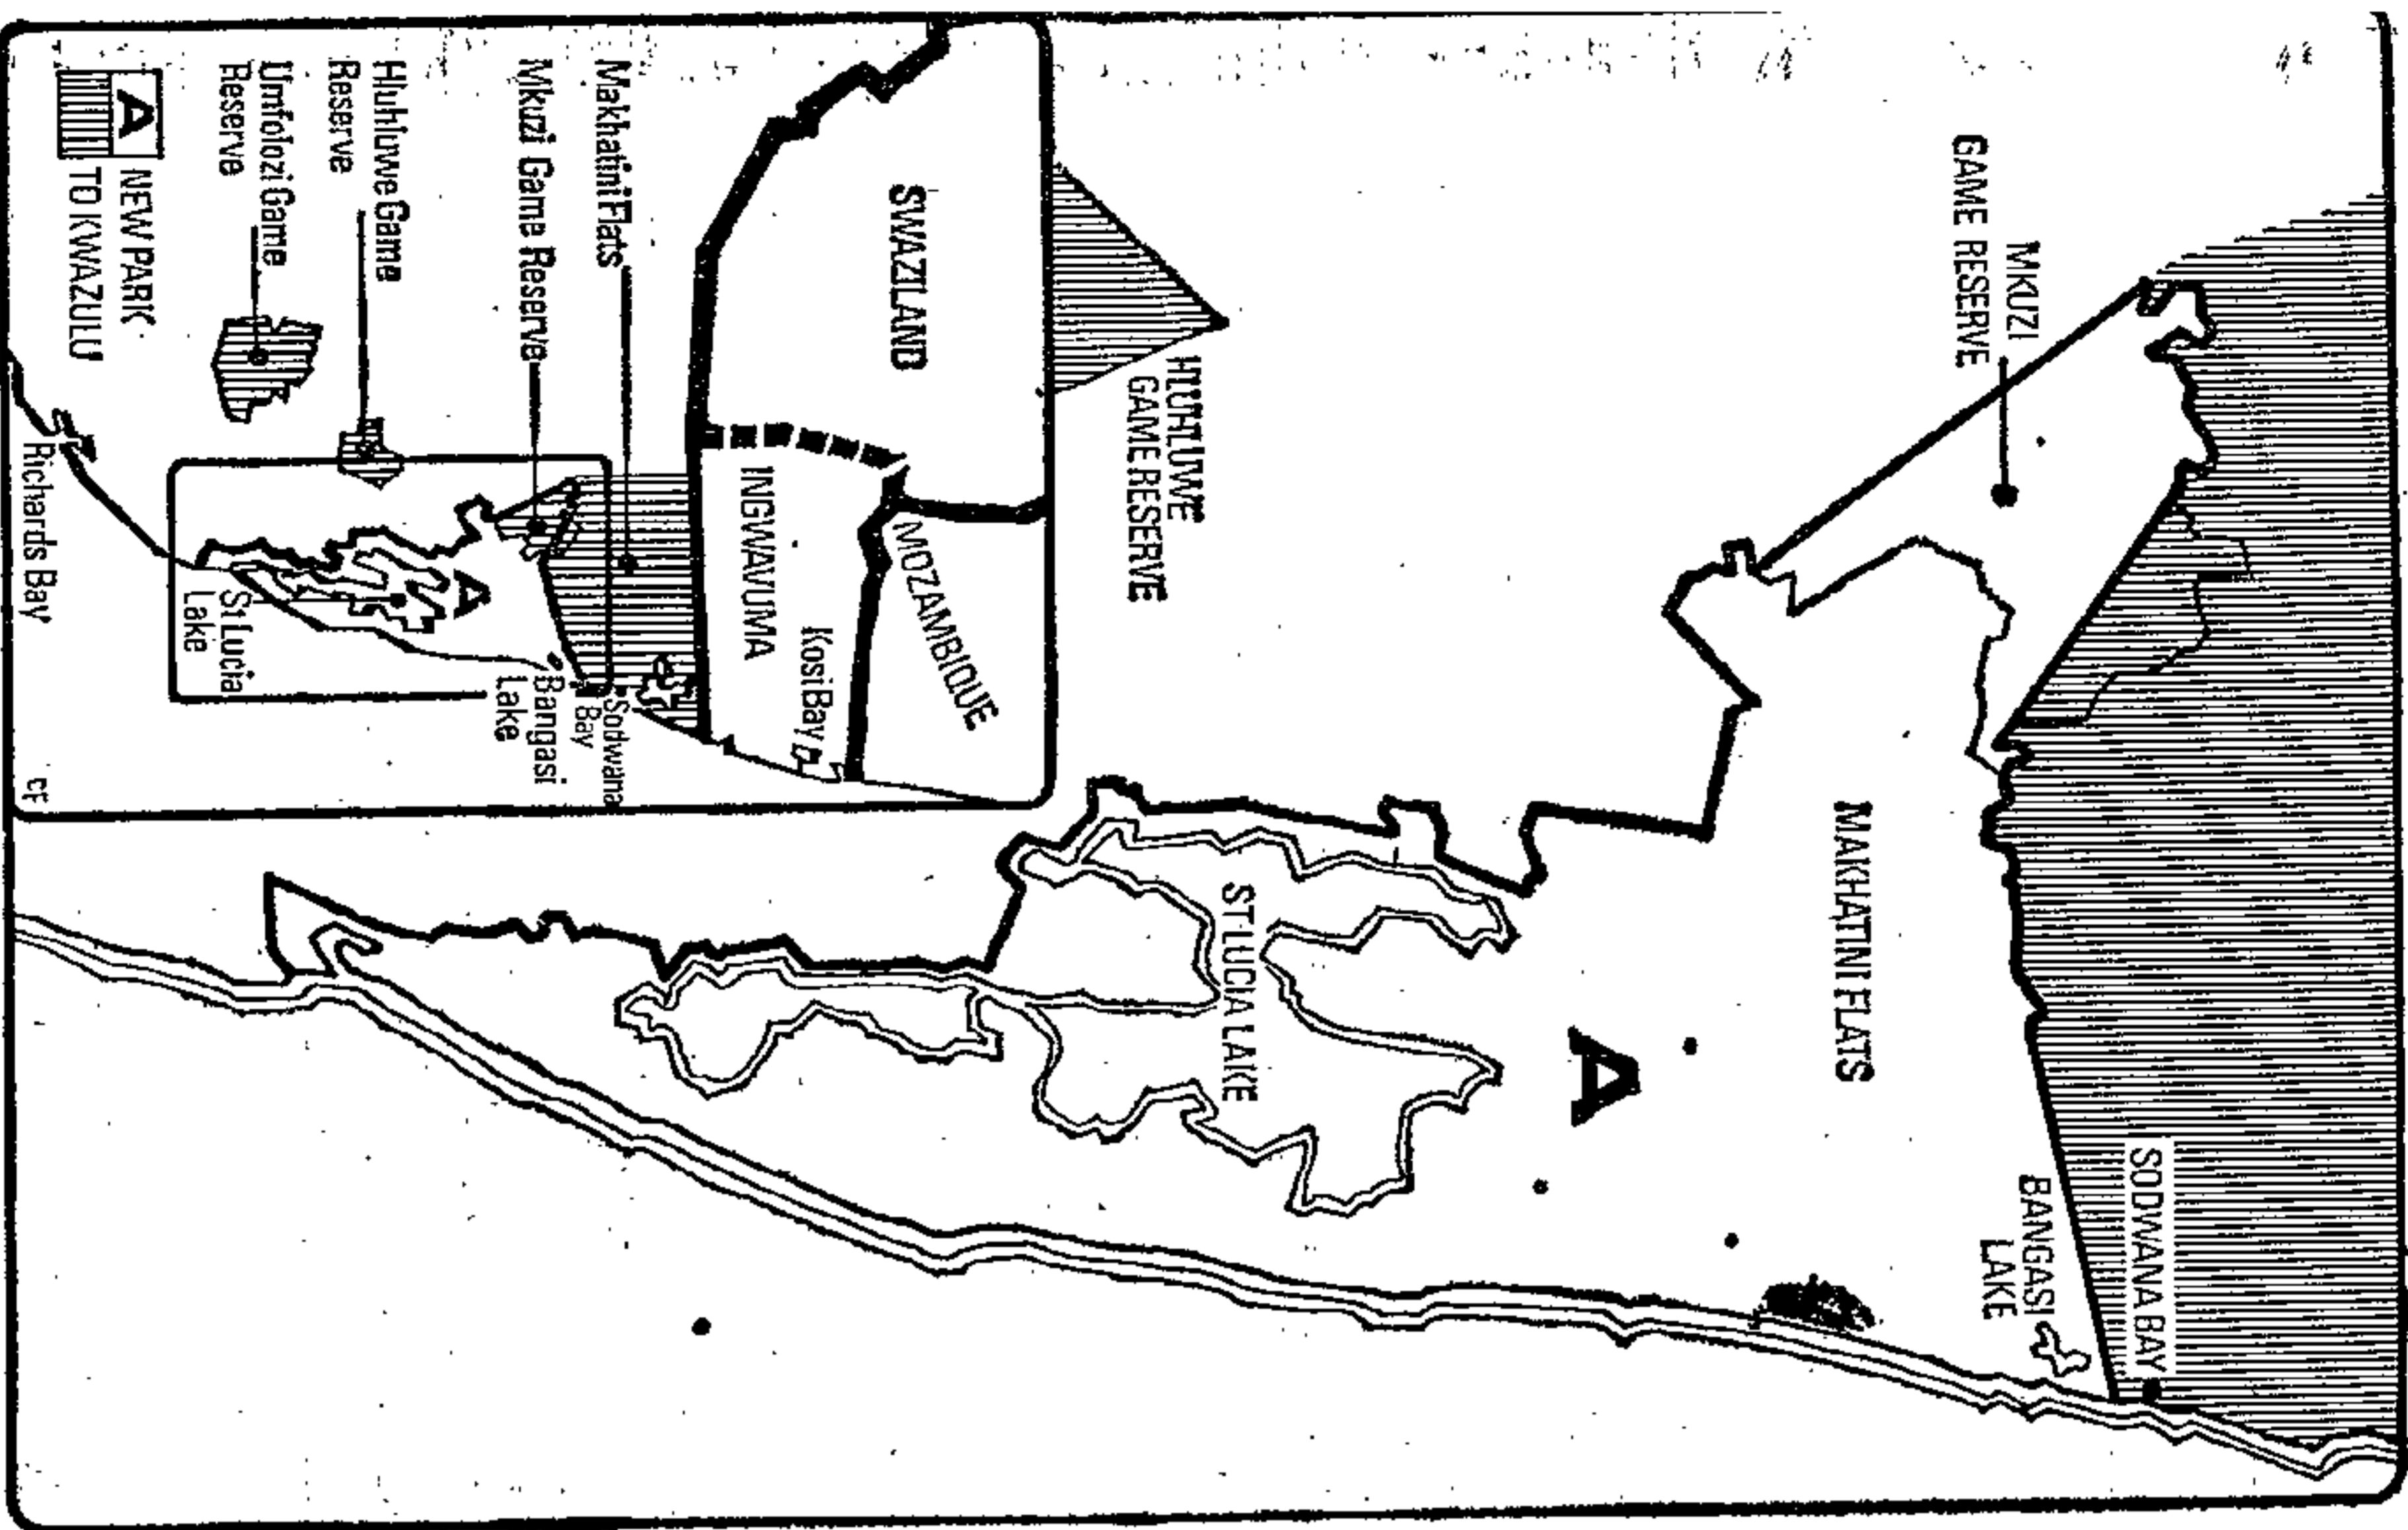 MKUZI
GAME RESERVE
HLUHLUWE
GAME RESERVE
MAKHATINI FLATS
ST LUCIA LAKE
A
SODWANA BAY
BANGASI
LAKE
SWAZILAND
MOZAMBIQUE
INGWAVUMA
Kosi Bay
Makhatini Flats
Mkuzi Game Reserve
Hluhluwe Game
Reserve
Umfolozi Game
Reserve
A
NEW PARK
TO KWAZULU
Sodwana
Bay
Bangasi
Lake
A
St Lucia
Lake
Richards Bay